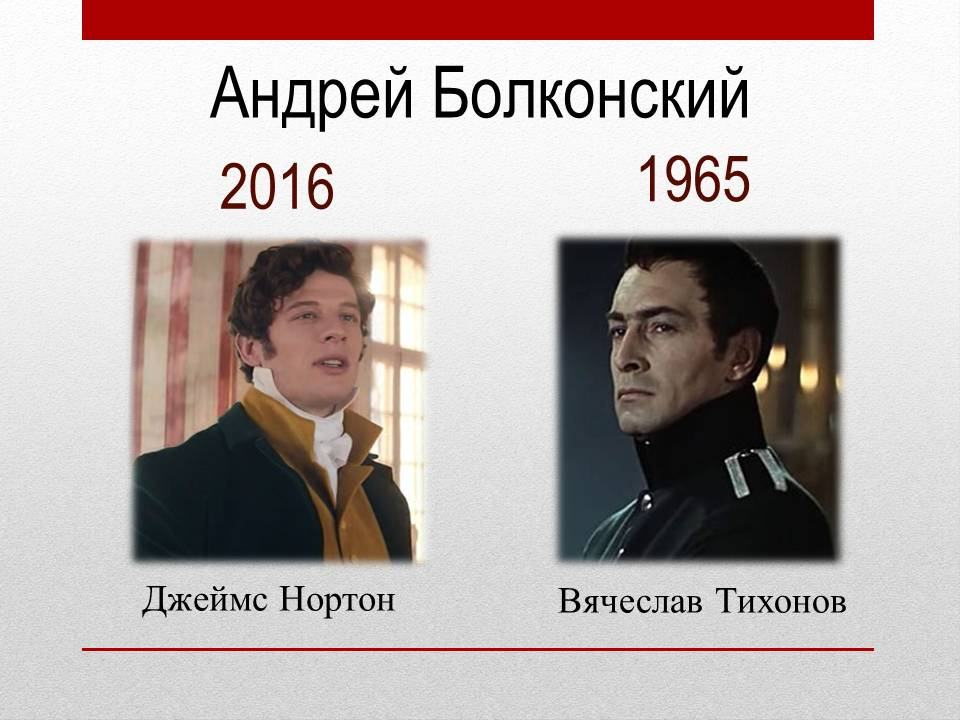 Андрей Болконский
2016
1965
Джеймс Нортон
Вячеслав Тихонов